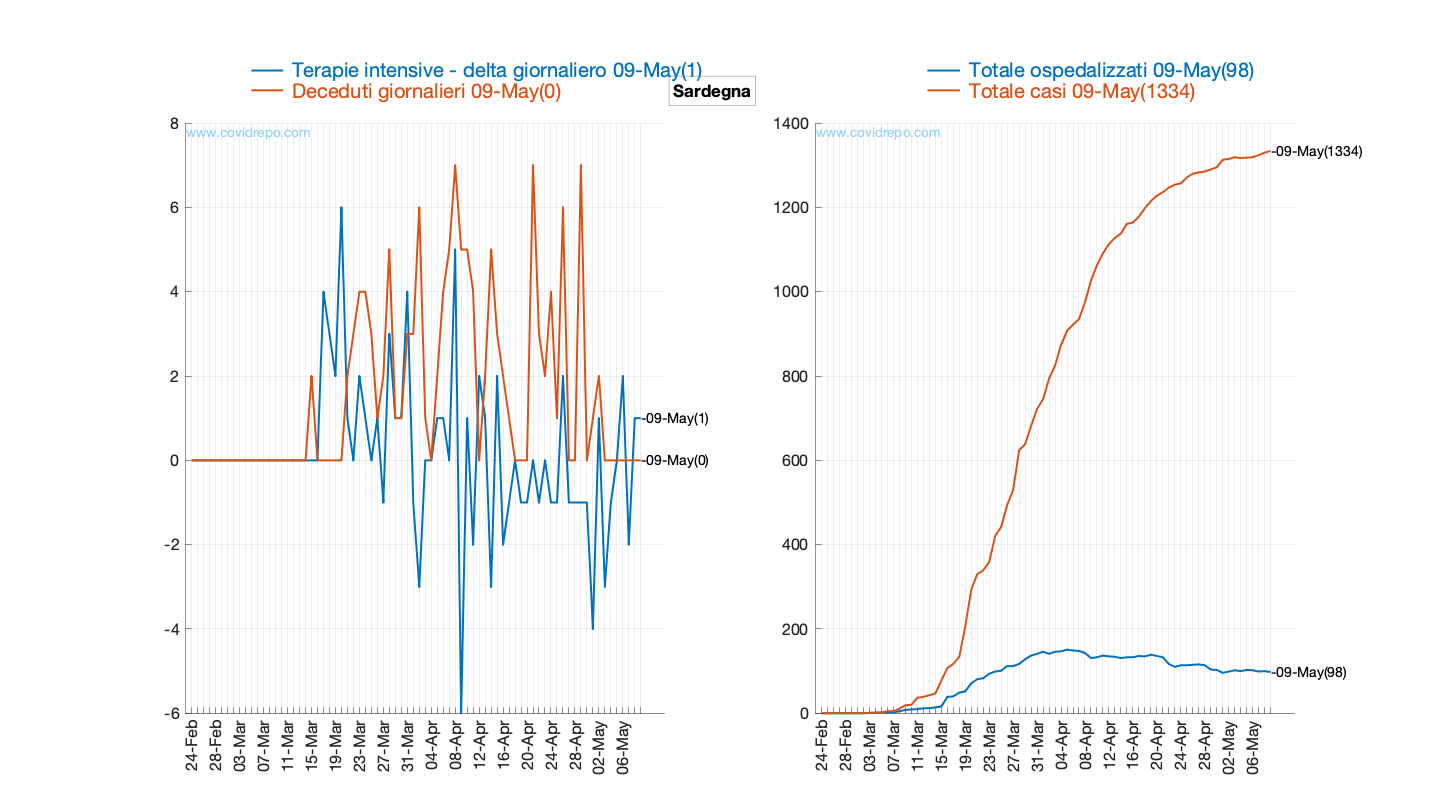 Terapie intensive - delta giornaliero 09-May(1)
Deceduti giornalieri 09-May(0)
Sardegna
Totale ospedalizzati 09-May(98)
Totale casi 09-May(1334)
www.covidrepo.com
8
6
4
2
0
-2
-4
-6
-09-May(1)
-09-May(0)
24-Feb
28-Feb
03-Mar
07-Mar
11-Mar
15-Mar
19-Mar
23-Mar
27-Mar
31-Mar
04-Apr
08-Apr
12-Apr
16-Apr
20-Apr
24-Apr
28-Apr
02-May
06-May
www.covidrepo.com
1400
1200
1000
800
600
400
200
0
-09-May(1334)
-09-May(98)
24-Feb
28-Feb
03-Mar
07-Mar
11-Mar
15-Mar
19-Mar
23-Mar
27-Mar
31-Mar
04-Apr
08-Apr
12-Apr
16-Apr
20-Apr
24-Apr
28-Apr
02-May
06-May